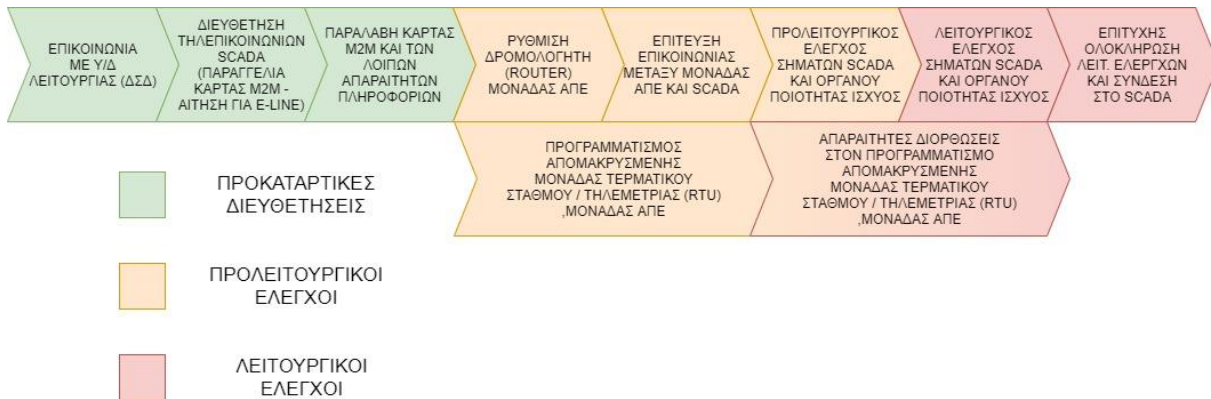 ΕΠΙΚΟΙΝΩΝΙΑ
ΜΕ Υ/Δ
ΛΕΙΤΟΥΡΓΙΑΣ (ΔΣΔ)
ΔΙΕΥΘΕΤΗΣΗ
ΤΗΛΕΠΙΚΟΙΝΩΝΙΩΝ
SCADA
(ΠΑΡΑΓΓΕΛΙΑ
ΚΑΡΤΑΣ M2M -
ΑΙΤΗΣΗ ΓΙΑ E-LINE)
ΠΑΡΑΛΑΒΗ ΚΑΡΤΑΣ
M2M ΚΑΙ ΤΩΝ
ΛΟΙΠΩΝ
ΑΠΑΡΑΙΤΗΤΩΝ
ΠΛΗΡΟΦΟΡΙΩΝ
ΡΥΘΜΙΣΗ
ΔΡΟΜΟΛΟΓΗΤΗ
(ROUTER)
ΜΟΝΑΔΑΣ ΑΠΕ
ΕΠΙΤΕΥΞΗ
ΕΠΙΚΟΙΝΩΝΙΑΣ
ΜΕΤΑΞΥ ΜΟΝΑΔΑΣ
ΑΠΕ ΚΑΙ SCADA
ΠΡΟΛΕΙΤΟΥΡΓΙΚΟΣ
ΕΛΕΓΧΟΣ
ΣΗΜΑΤΩΝ SCADA
ΚΑΙ ΟΡΓΑΝΟΥ
ΠΟΙΟΤΗΤΑΣ ΙΣΧΥΟΣ
ΛΕΙΤΟΥΡΓΙΚΟΣ
ΕΛΕΓΧΟΣ
ΣΗΜΑΤΩΝ SCADA
ΚΑΙ ΟΡΓΑΝΟΥ
ΠΟΙΟΤΗΤΑΣ ΙΣΧΥΟΣ
ΕΠΙΤΥΧΗΣ
ΟΛΟΚΛΗΡΩΣΗ
ΛΕΙΤ. ΕΛΕΡΓΧΩΝ
ΚΑΙ ΣΥΝΔΕΣΗ
ΣΤΟ SCADA
ΠΡΟΓΡΑΜΜΑΤΙΣΜΟΣ
ΑΠΟΜΑΚΡΥΣΜΕΝΗΣ
ΜΟΝΑΔΑΣ ΤΕΡΜΑΤΙΚΟΥ
ΣΤΑΘΜΟΥ / ΤΗΛΕΜΕΤΡΙΑΣ (RTU)
,ΜΟΝΑΔΑΣ ΑΠΕ
ΑΠΑΡΑΙΤΗΤΕΣ ΔΙΟΡΘΩΣΕΙΣ
ΣΤΟΝ ΠΡΟΓΡΑΜΜΑΤΙΣΜΟ
ΑΠΟΜΑΚΡΥΣΜΕΝΗΣ
ΜΟΝΑΔΑΣ ΤΕΡΜΑΤΙΚΟΥ
ΣΤΑΘΜΟΥ / ΤΗΛΕΜΕΤΡΙΑΣ (RTU)
,ΜΟΝΑΔΑΣ ΑΠΕ
ΠΡΟΚΑΤΑΡΤΙΚΕΣ
ΔΙΕΥΘΕΤΗΣΕΙΣ
ΠΡΟΛΕΙΤΟΥΡΓΙΚΟΙ
ΕΛΕΓΧΟΙ
ΛΕΙΤΟΥΡΓΙΚΟΙ
ΕΛΕΓΧΟΙ